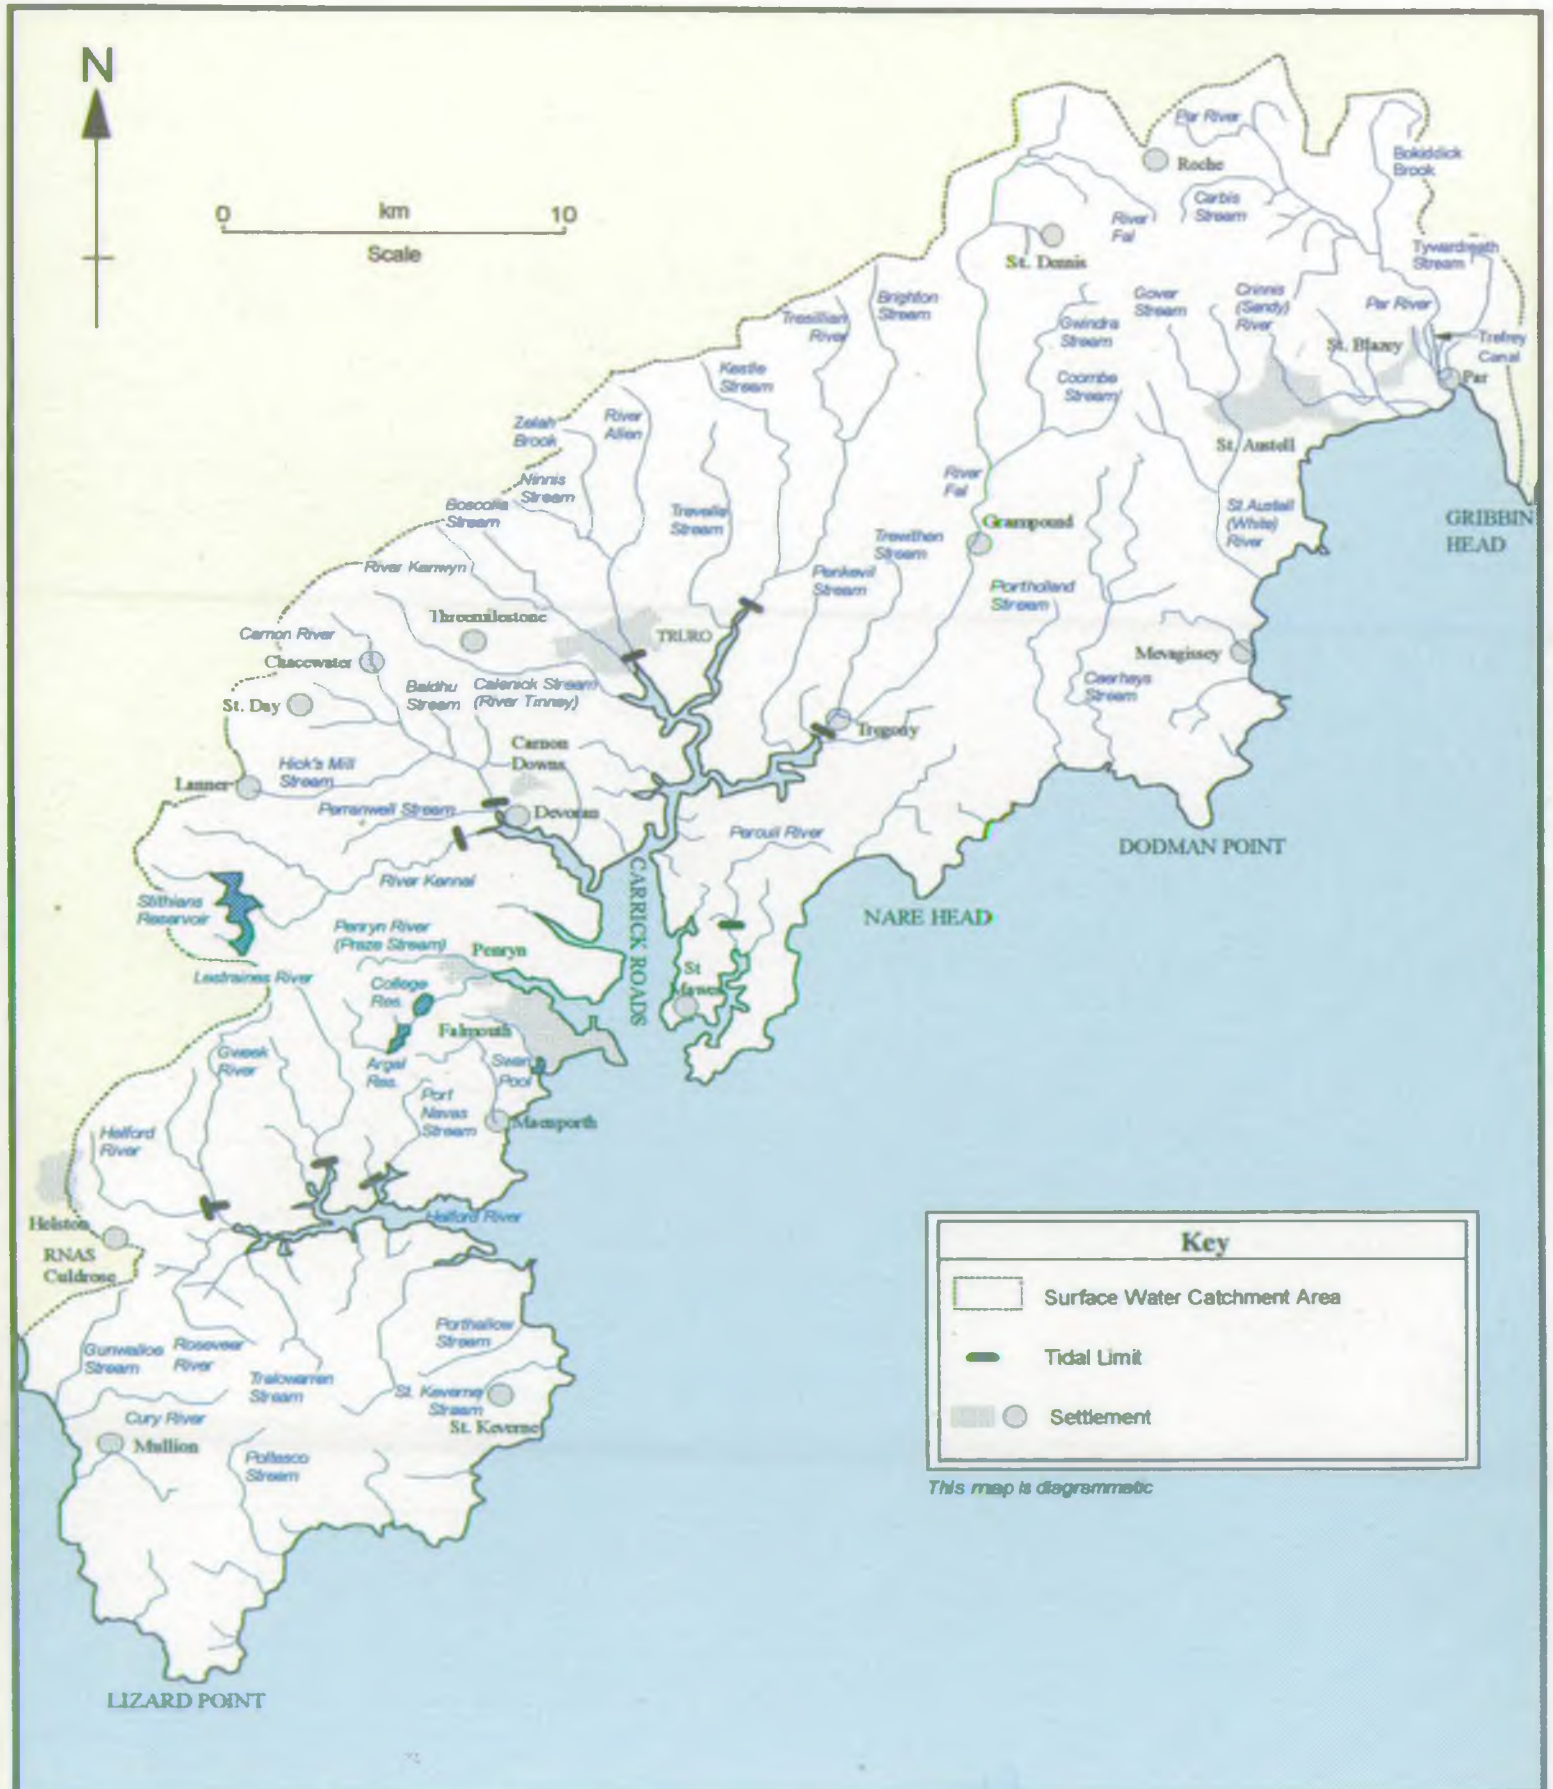 N
0 km 10
Scale
Par River
Roche
Bokiddick
Brook
Carbis
Stream
River
Fal
St. Dennis
Tywardreath
Stream
Brighton
Stream
Tresillian
River
Gwindra
Stream
Gover
Stream
Crinnis
(Sandy)
River
Par River
St. Blazey
Trefrey
Canal
Par
Kestle
Stream
Coombe
Stream
Zelah
Brook
River
Allen
St. Austell
Ninnis
Stream
River
Fal
Boscolla
Stream
Trevella
Stream
St. Austell
(White)
River
GRIBBIN
HEAD
Grampound
Trewithen
Stream
River Kenwyn
Penkevil
Stream
Portholland
Stream
Threemilestone
TRURO
Carnon River
Chacewater
Mevagissey
Baldhu
Stream
Calenick Stream
(River Tinney)
Caerhays
Stream
St. Day
Tregony
Carnon
Downs
Hick's Mill
Stream
Lanner
Perranwell Stream
Devoran
Percuil River
DODMAN POINT
River Kennal
CARRICK ROADS
Stithians
Reservoir
NARE HEAD
Penryn River
(Praze Stream)
Penryn
St
Mawes
Lestraines River
College
Res.
Falmouth
Gweek
River
Argal
Res.
Swan
Pool
Port
Navas
Stream
Maenporth
Helford
River
Helford River
Helston
RNAS
Culdrose
Key
Surface Water Catchment Area
Tidal Limit
Settlement
This map is diagrammatic
Porthallow
Stream
Gunwalloe
Stream
Roseveer
River
Trelowarren
Stream
St. Keverne
Stream
St. Keverne
Cury River
Mullion
Poltesco
Stream
LIZARD POINT